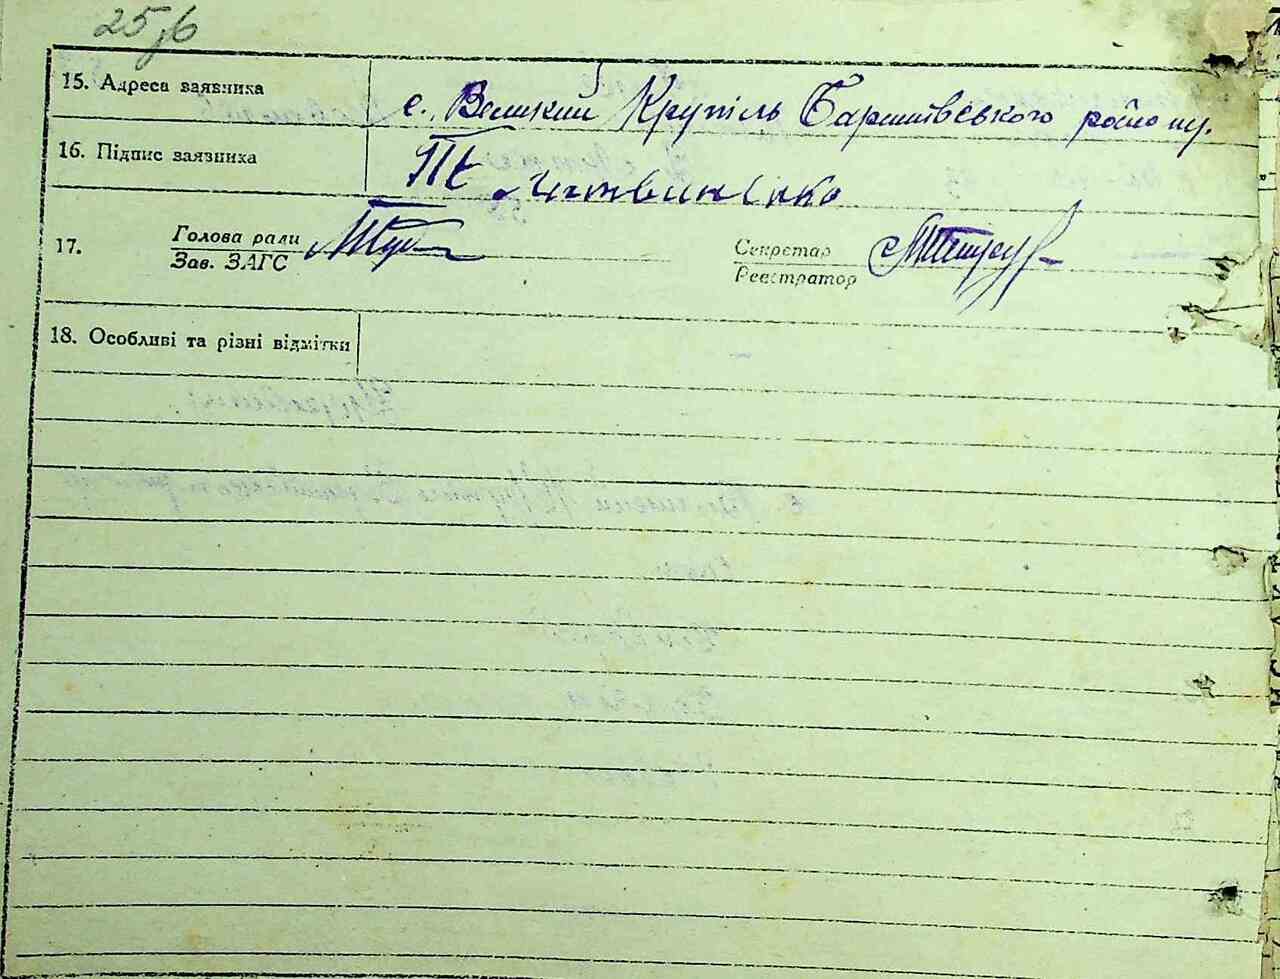 25
15. Адреса заявника с. Великий Крупіль Баришівського району.
16. Підпис заявника Литвиненко
17. Голова ради Секретар
Зав. ЗАГС Реєстратор
18. Особливі та різні відмітки